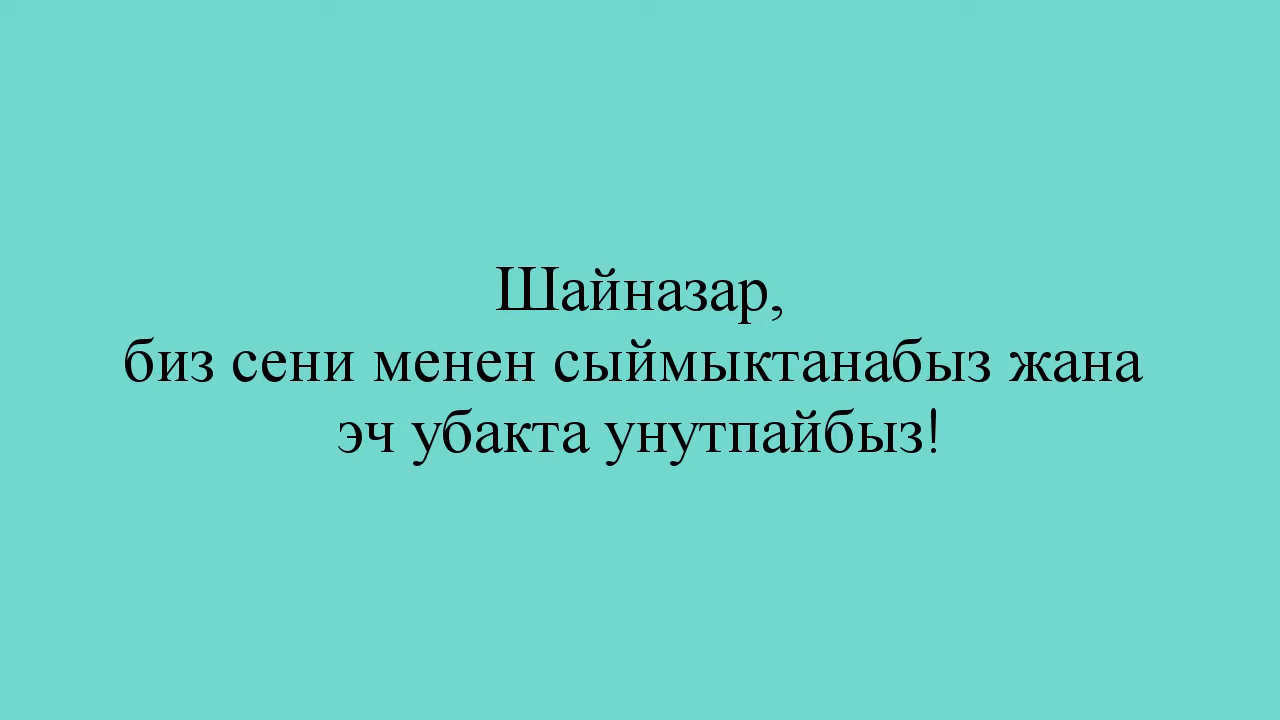 Шайназар,
биз сени менен сыймыктанабыз жана
эч убакта унутпайбыз!